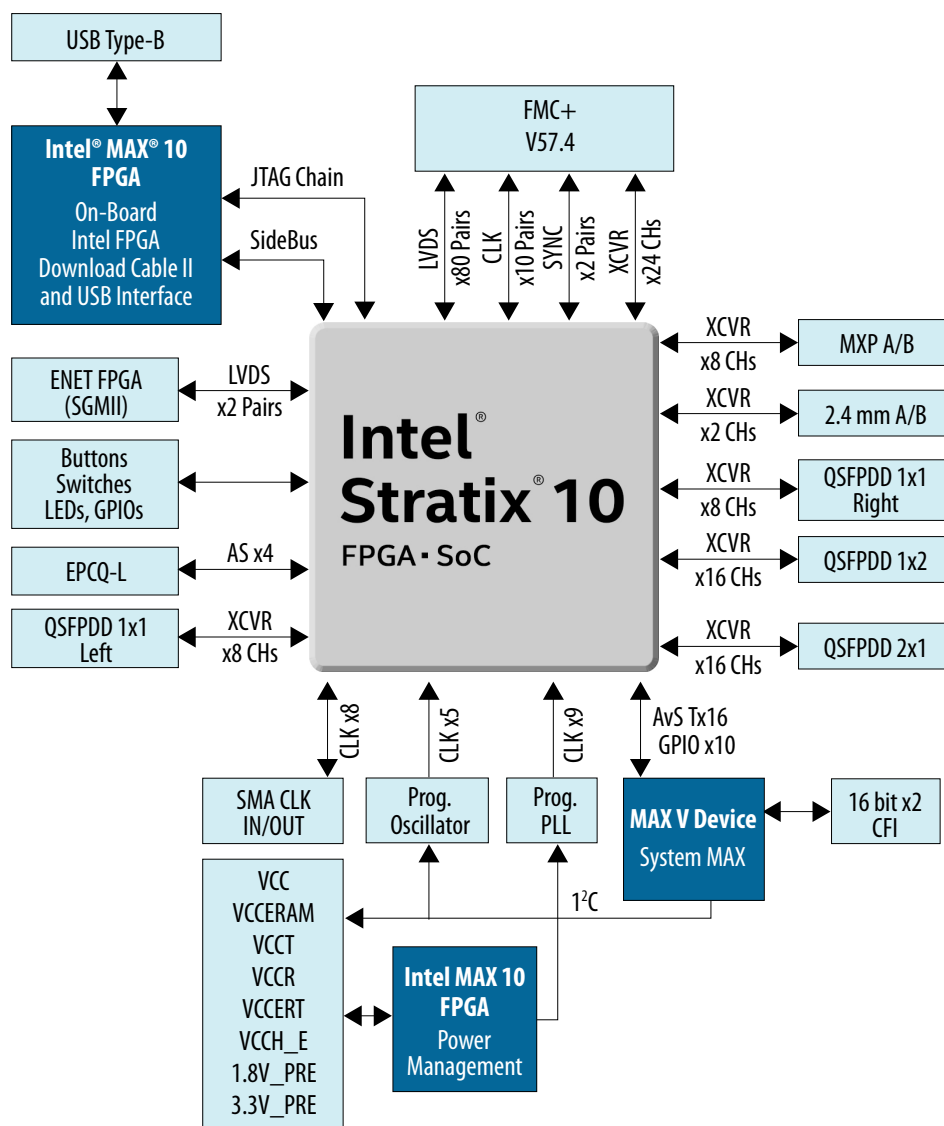 USB Type-B
Intel® MAX® 10
FPGA
On-Board
Intel FPGA
Download Cable II
and USB Interface
JTAG Chain
SideBus
FMC+
V57.4
LVDS
x80 Pairs
CLK
x10 Pairs
SYNC
x2 Pairs
XCVR
x24 CHs
ENET FPGA
(SGMII)
LVDS
x2 Pairs
Buttons
Switches
LEDs, GPIOs
EPCQ-L
AS x4
QSFPDD 1x1
Left
XCVR
x8 CHs
Intel®
Stratix® 10
FPGA · SoC
XCVR
x8 CHs
MXP A/B
XCVR
x2 CHs
2.4 mm A/B
XCVR
x8 CHs
QSFPDD 1x1
Right
XCVR
x16 CHs
QSFPDD 1x2
XCVR
x16 CHs
QSFPDD 2x1
CLK x8
CLK x5
CLK x9
AvS Tx16
GPIO x10
SMA CLK
IN/OUT
Prog.
Oscillator
Prog.
PLL
MAX V Device
System MAX
16 bit x2
CFI
VCC
VCCERAM
VCCT
VCCR
VCCERT
VCCH_E
1.8V_PRE
3.3V_PRE
1²C
Intel MAX 10
FPGA
Power
Management